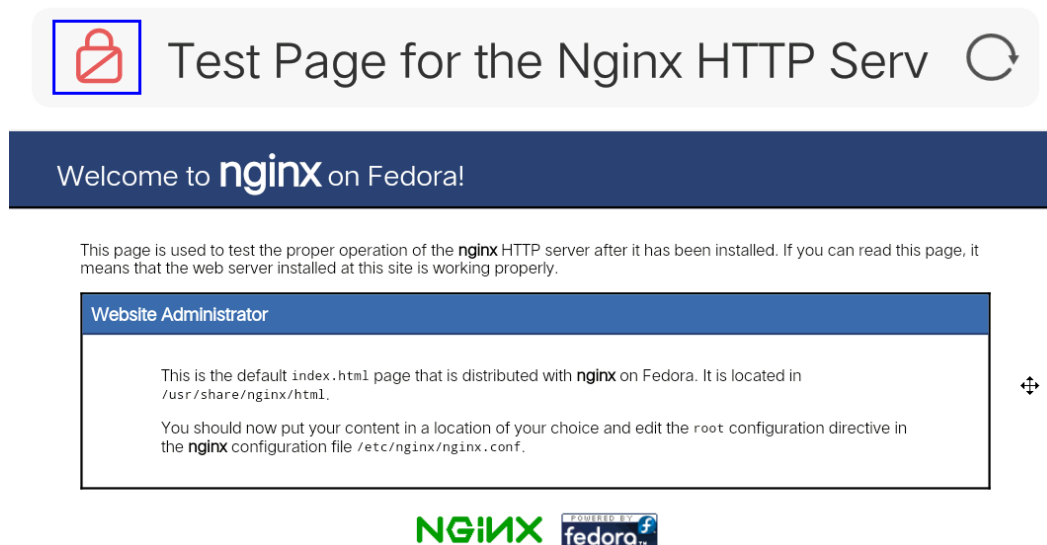 Test Page for the Nginx HTTP Serv
Welcome to nginx on Fedora!
This page is used to test the proper operation of the nginx HTTP server after it has been installed. If you can read this page, it
means that the web server installed at this site is working properly.
Website Administrator
This is the default index.html page that is distributed with nginx on Fedora. It is located in
/usr/share/nginx/html.
You should now put your content in a location of your choice and edit the root configuration directive in
the nginx configuration file /etc/nginx/nginx.conf.
NGINX
POWERED BY
fedora